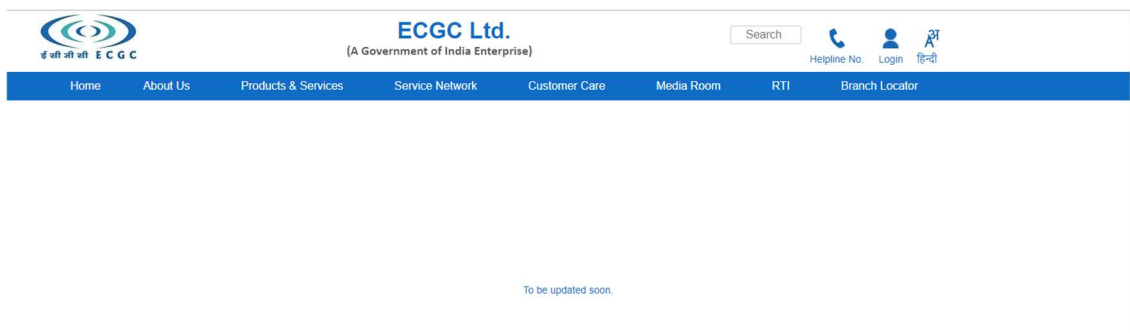 ई सी जी सी E C G C
ECGC Ltd.
(A Government of India Enterprise)
Search
Helpline No.
Login
अ
A
हिन्दी
Home About Us Products & Services Service Network Customer Care Media Room RTI Branch Locator
To be updated soon.